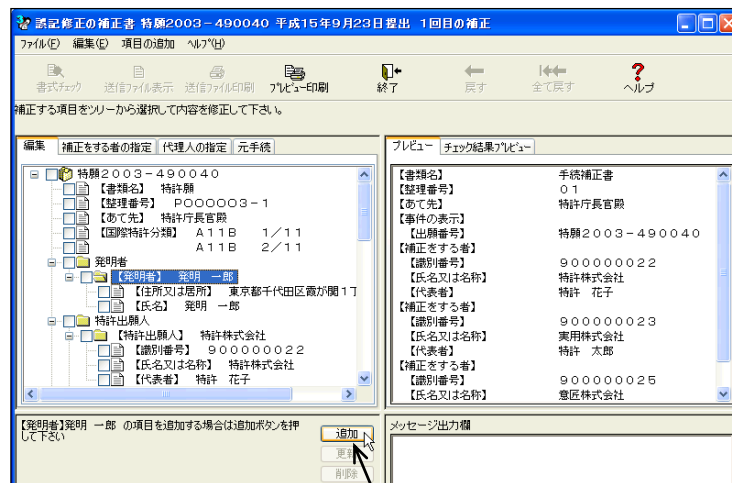 誤記修正の補正書 特願2003－490040 平成15年9月23日提出 1回目の補正
ファイル(F) 編集(E) 項目の追加 ヘルプ(H)
書式チェック 送信ファイル表示 送信ファイル印刷 プレビュー印刷 終了 戻す 全て戻す ヘルプ
補正する項目をツリーから選択して内容を修正して下さい。
編集 補正をする者の指定 代理人の指定 元手続
特願2003－490040
【書類名】 特許願
【整理番号】 P000003－1
【あて先】 特許庁長官殿
【国際特許分類】 A11B 1/11
A11B 2/11
発明者
【発明者】 発明 一郎
【住所又は居所】 東京都千代田区霞が関1丁
【氏名】 発明 一郎
特許出願人
【特許出願人】 特許株式会社
【識別番号】 900000022
【氏名又は名称】 特許株式会社
【代表者】 特許 花子
【発明者】発明 一郎 の項目を追加する場合は追加ボタンを押
して下さい
追加
更新
削除
プレビュー チェック結果プレビュー
【書類名】 手続補正書
【整理番号】 01
【あて先】 特許庁長官殿
【事件の表示】
【出願番号】 特願2003－490040
【補正をする者】
【識別番号】 900000022
【氏名又は名称】 特許株式会社
【代表者】 特許 花子
【補正をする者】
【識別番号】 900000023
【氏名又は名称】 実用株式会社
【代表者】 特許 太郎
【補正をする者】
【識別番号】 900000025
【氏名又は名称】 意匠株式会社
メッセージ出力欄